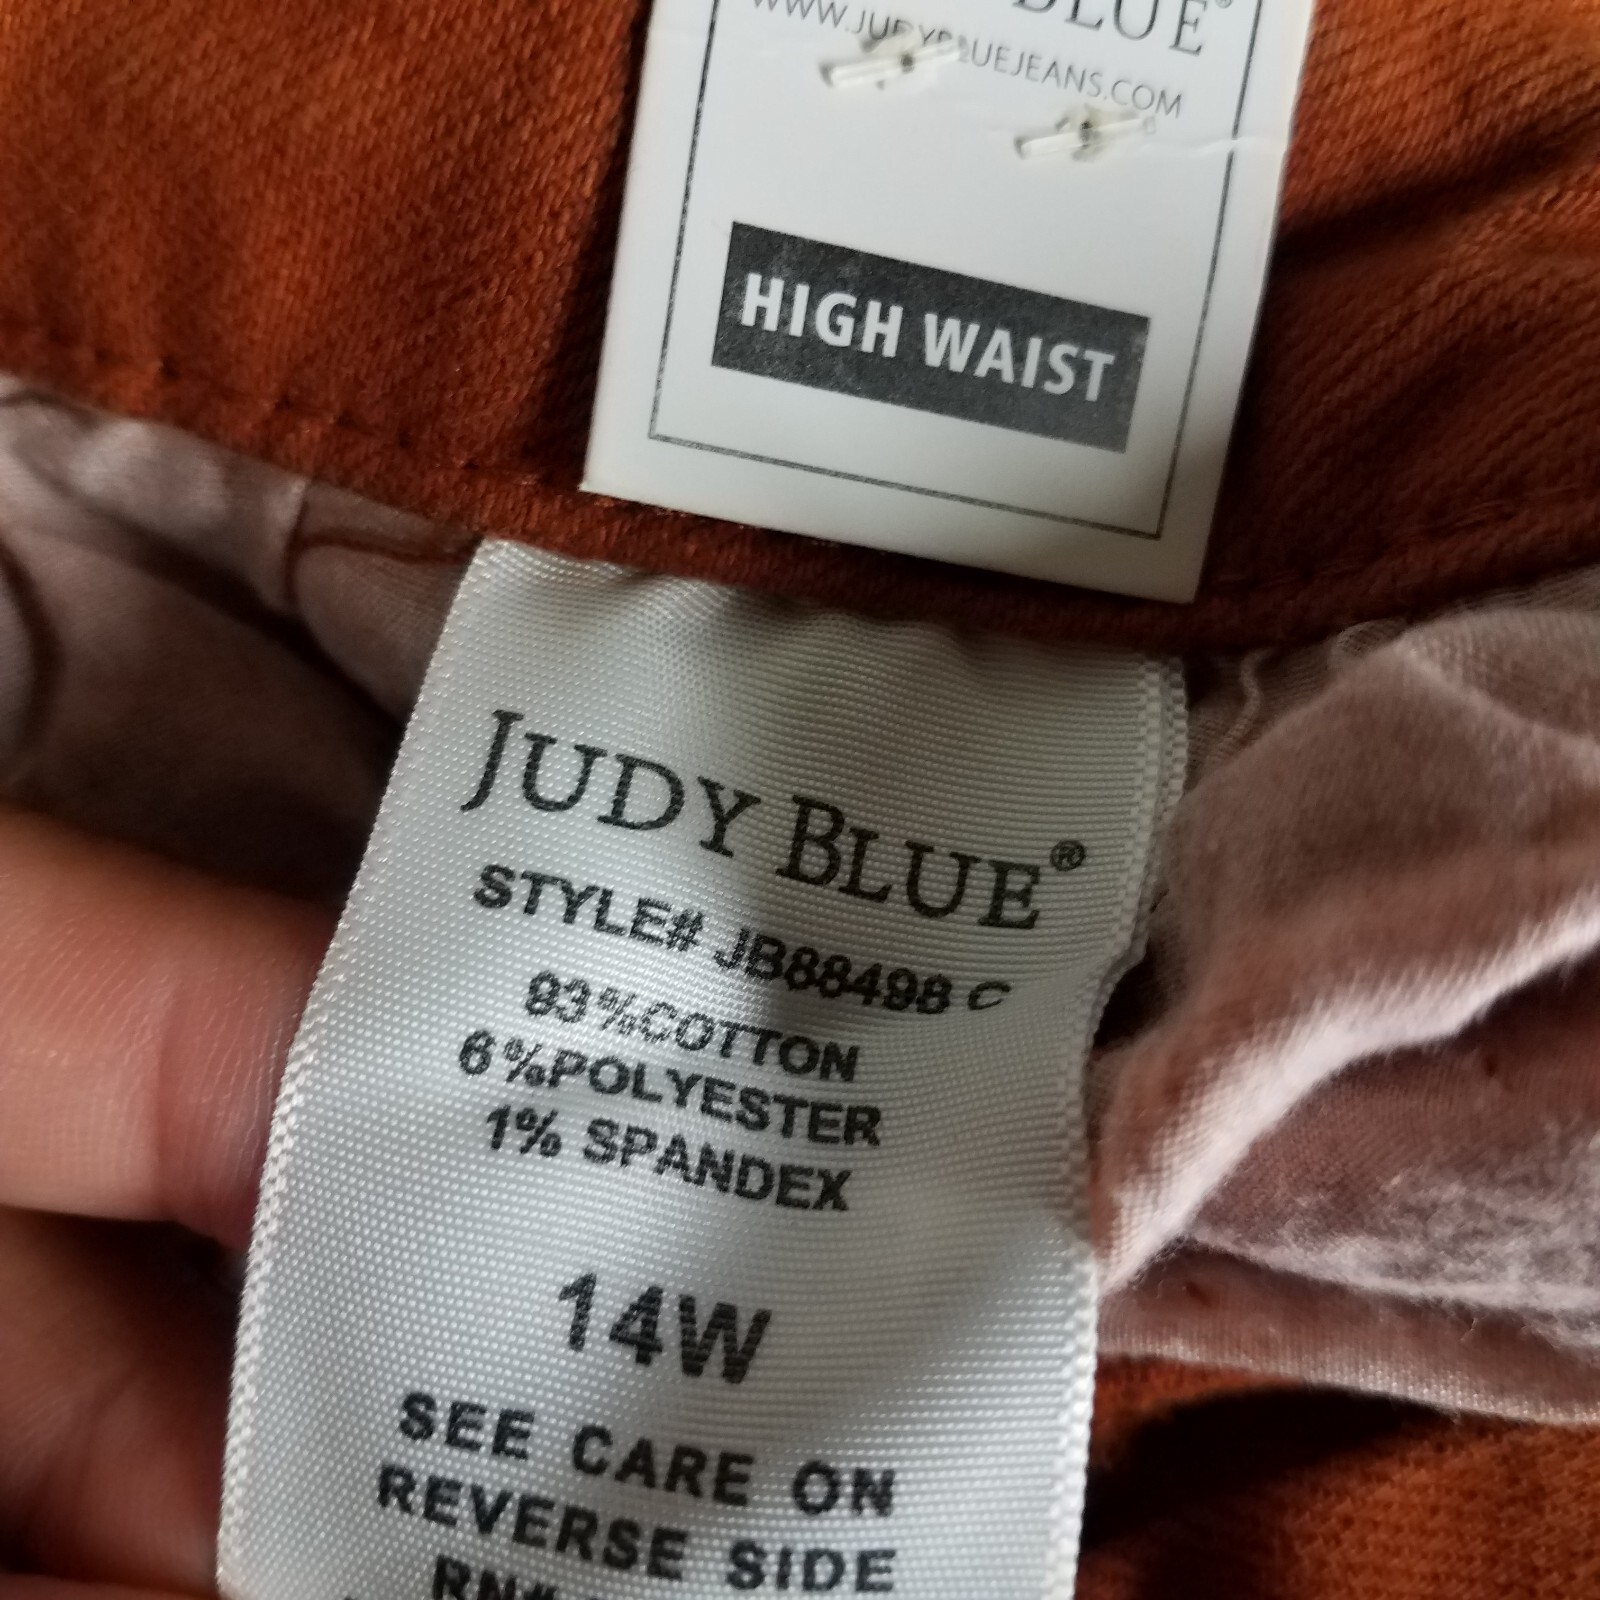 BLUE®
WWW.JUDYBLUEJEANS.COM
HIGH WAIST
JUDY BLUE®
STYLE# JB88498 C
93%COTTON
6%POLYESTER
1% SPANDEX
14W
SEE CARE ON
REVERSE SIDE
RN#